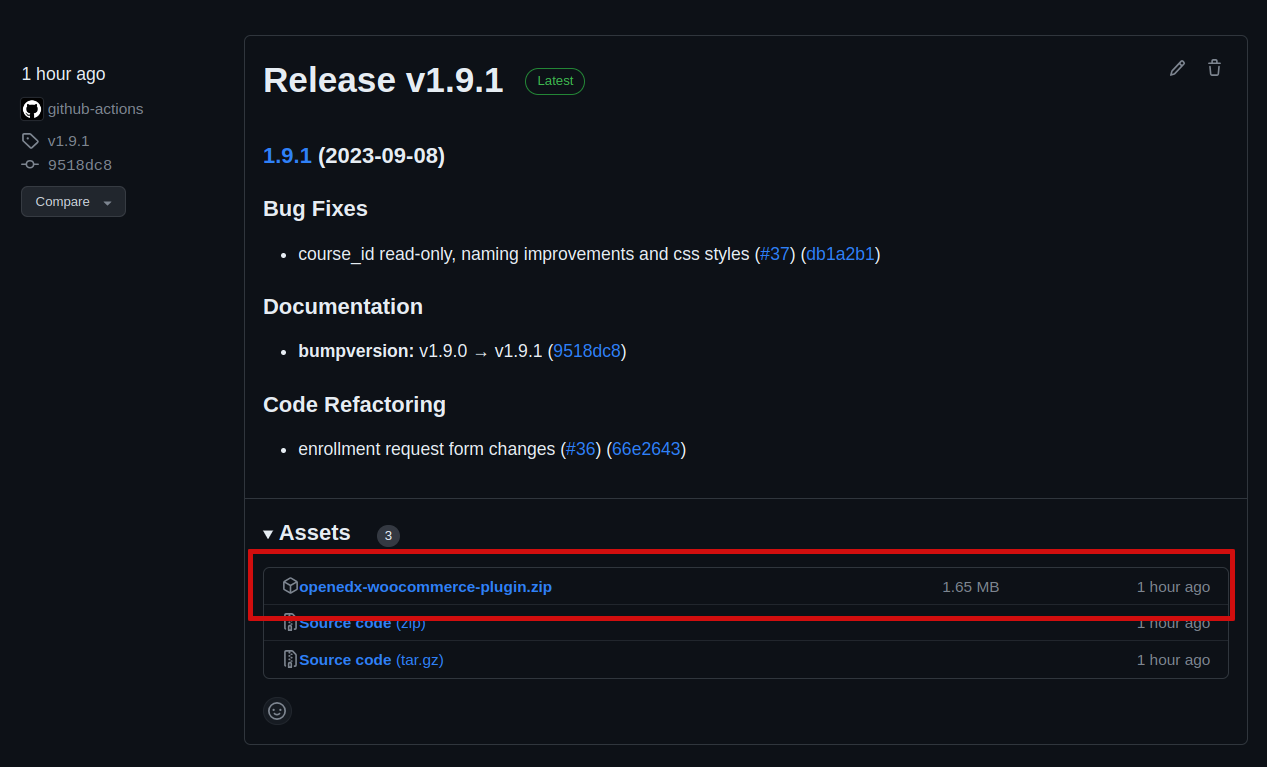 1 hour ago
github-actions
v1.9.1
9518dc8
Compare
Release v1.9.1 Latest
1.9.1 (2023-09-08)
Bug Fixes
• course_id read-only, naming improvements and css styles (#37) (db1a2b1)
Documentation
• bumpversion: v1.9.0 → v1.9.1 (9518dc8)
Code Refactoring
• enrollment request form changes (#36) (66e2643)
Assets 3
openedx-woocommerce-plugin.zip 1.65 MB 1 hour ago
Source code (zip) 1 hour ago
Source code (tar.gz) 1 hour ago